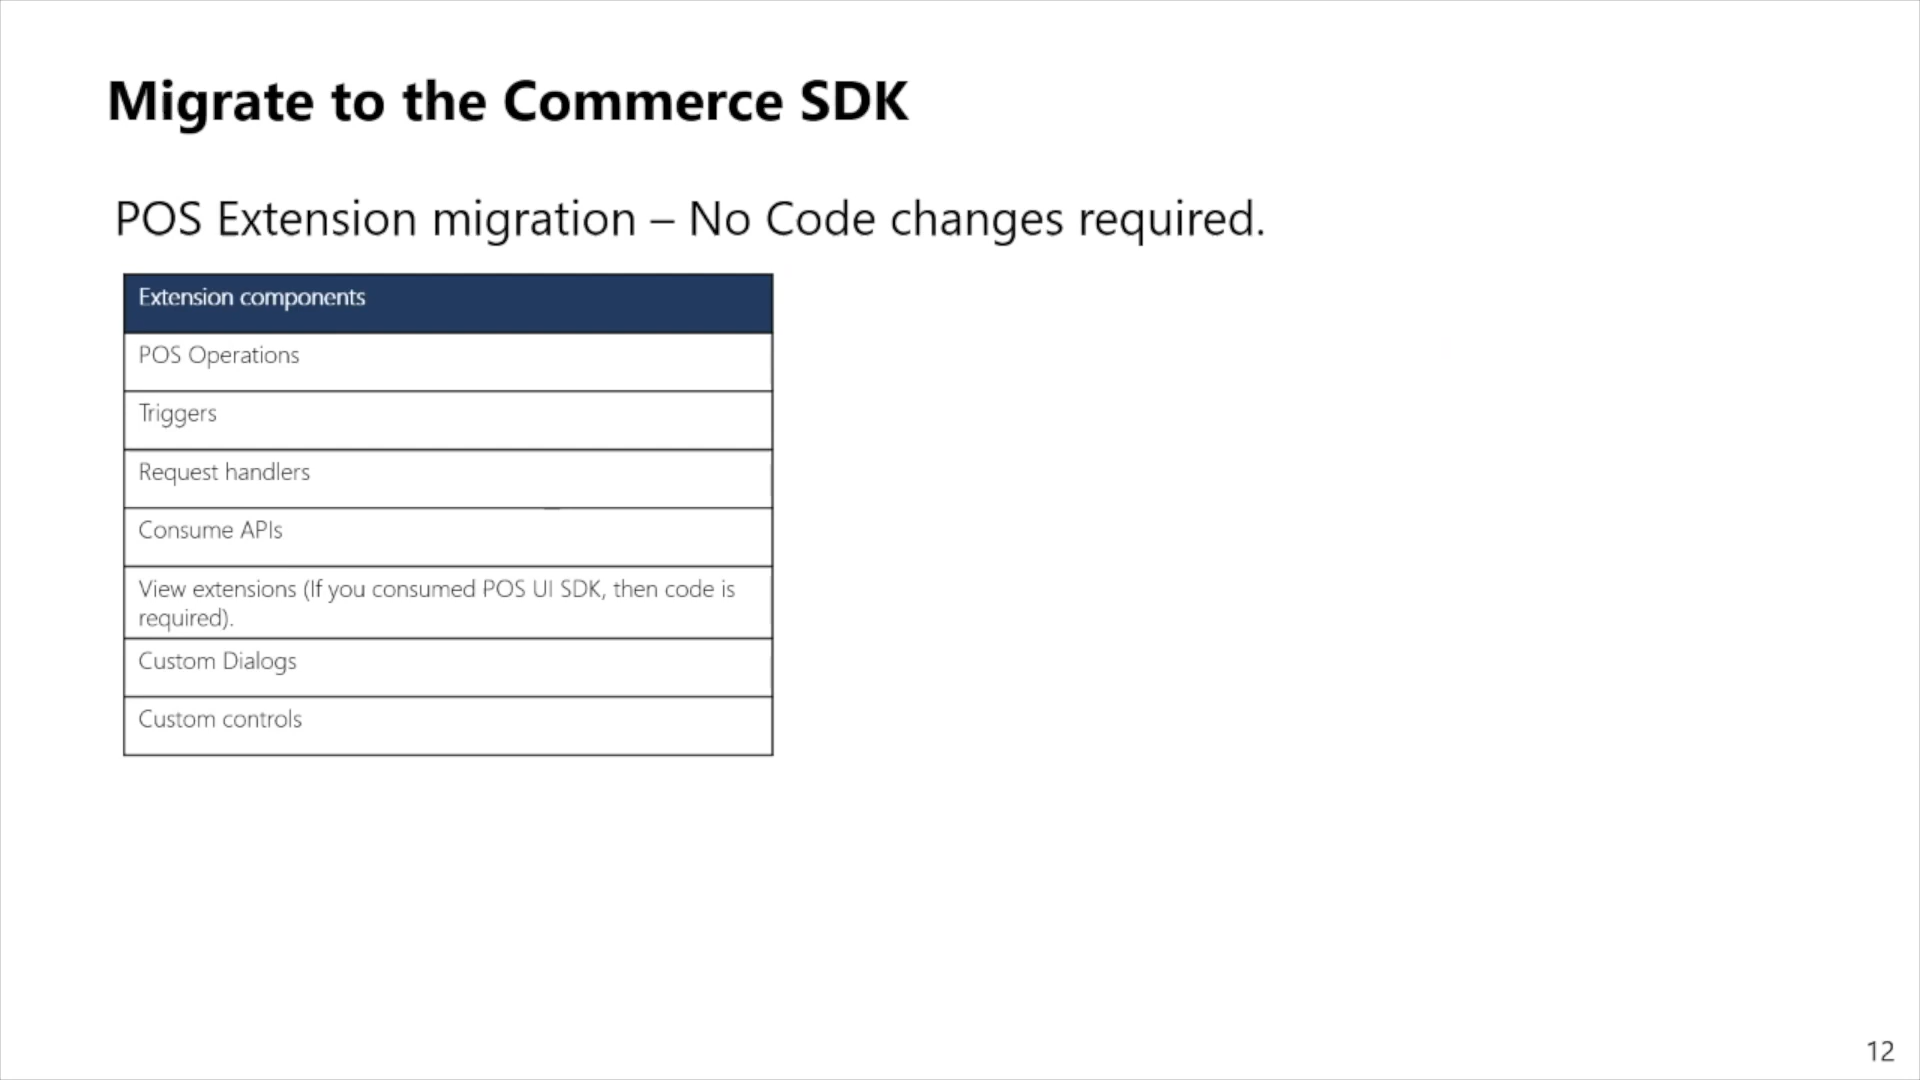 Migrate to the Commerce SDK
POS Extension migration – No Code changes required.
Extension components
POS Operations
Triggers
Request handlers
Consume APIs
View extensions (If you consumed POS UI SDK, then code is
required).
Custom Dialogs
Custom controls
12